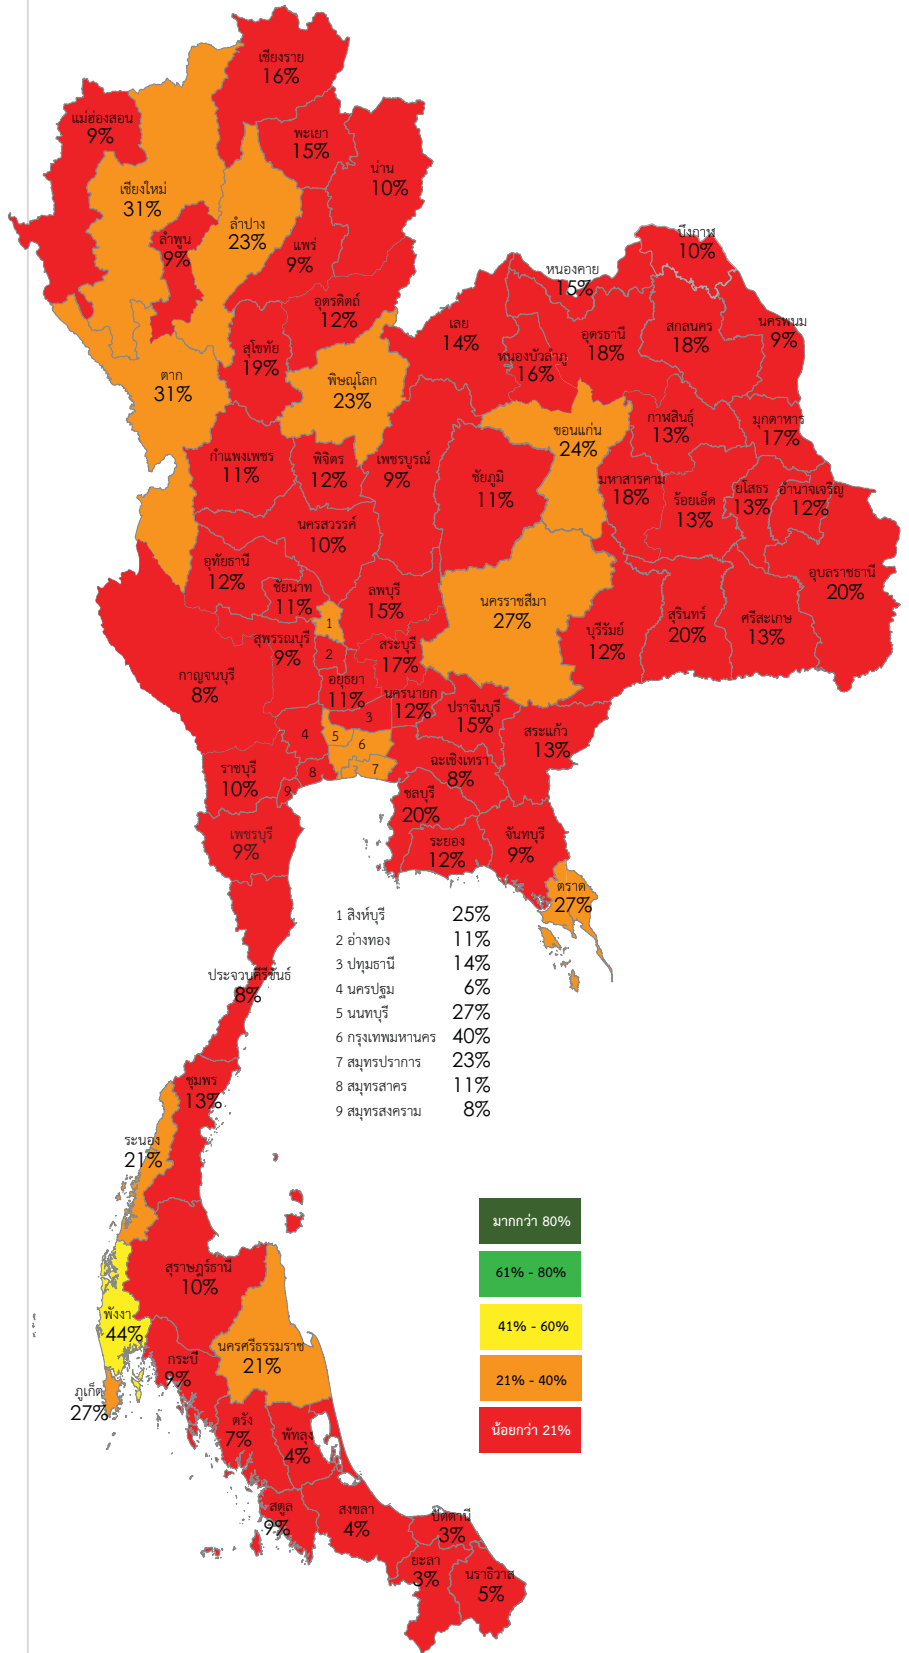 เชียงราย
16%
แม่ฮ่องสอน
9%
พะเยา
15%
น่าน
10%
เชียงใหม่
31%
ลำปาง
23%
ลำพูน
9%
แพร่
9%
บึงกาฬ
10%
หนองคาย
15%
อุตรดิตถ์
12%
เลย
14%
อุดรธานี
18%
สกลนคร
18%
นครพนม
9%
สุโขทัย
19%
หนองบัวลำภู
16%
ตาก
31%
พิษณุโลก
23%
ขอนแก่น
24%
กาฬสินธุ์
13%
มุกดาหาร
17%
กำแพงเพชร
11%
พิจิตร
12%
เพชรบูรณ์
9%
ชัยภูมิ
11%
มหาสารคาม
18%
ร้อยเอ็ด
13%
ยโสธร
13%
อำนาจเจริญ
12%
นครสวรรค์
10%
อุทัยธานี
12%
ชัยนาท
11%
ลพบุรี
15%
นครราชสีมา
27%
อุบลราชธานี
20%
บุรีรัมย์
12%
สุรินทร์
20%
ศรีสะเกษ
13%
1
สุพรรณบุรี
9%
2
สระบุรี
17%
กาญจนบุรี
8%
อยุธยา
11%
นครนายก
12%
3
ปราจีนบุรี
15%
สระแก้ว
13%
4
5
6
7
8
9
ราชบุรี
10%
ฉะเชิงเทรา
8%
ชลบุรี
20%
เพชรบุรี
9%
ระยอง
12%
จันทบุรี
9%
ตราด
27%
1 สิงห์บุรี 25%
2 อ่างทอง 11%
3 ปทุมธานี 14%
4 นครปฐม 6%
5 นนทบุรี 27%
6 กรุงเทพมหานคร 40%
7 สมุทรปราการ 23%
8 สมุทรสาคร 11%
9 สมุทรสงคราม 8%
ประจวบคีรีขันธ์
8%
ชุมพร
13%
ระนอง
21%
สุราษฎร์ธานี
10%
พังงา
44%
นครศรีธรรมราช
21%
กระบี่
9%
ภูเก็ต
27%
ตรัง
7%
พัทลุง
4%
สตูล
9%
สงขลา
4%
ปัตตานี
3%
ยะลา
3%
นราธิวาส
5%
มากกว่า 80%
61% - 80%
41% - 60%
21% - 40%
น้อยกว่า 21%